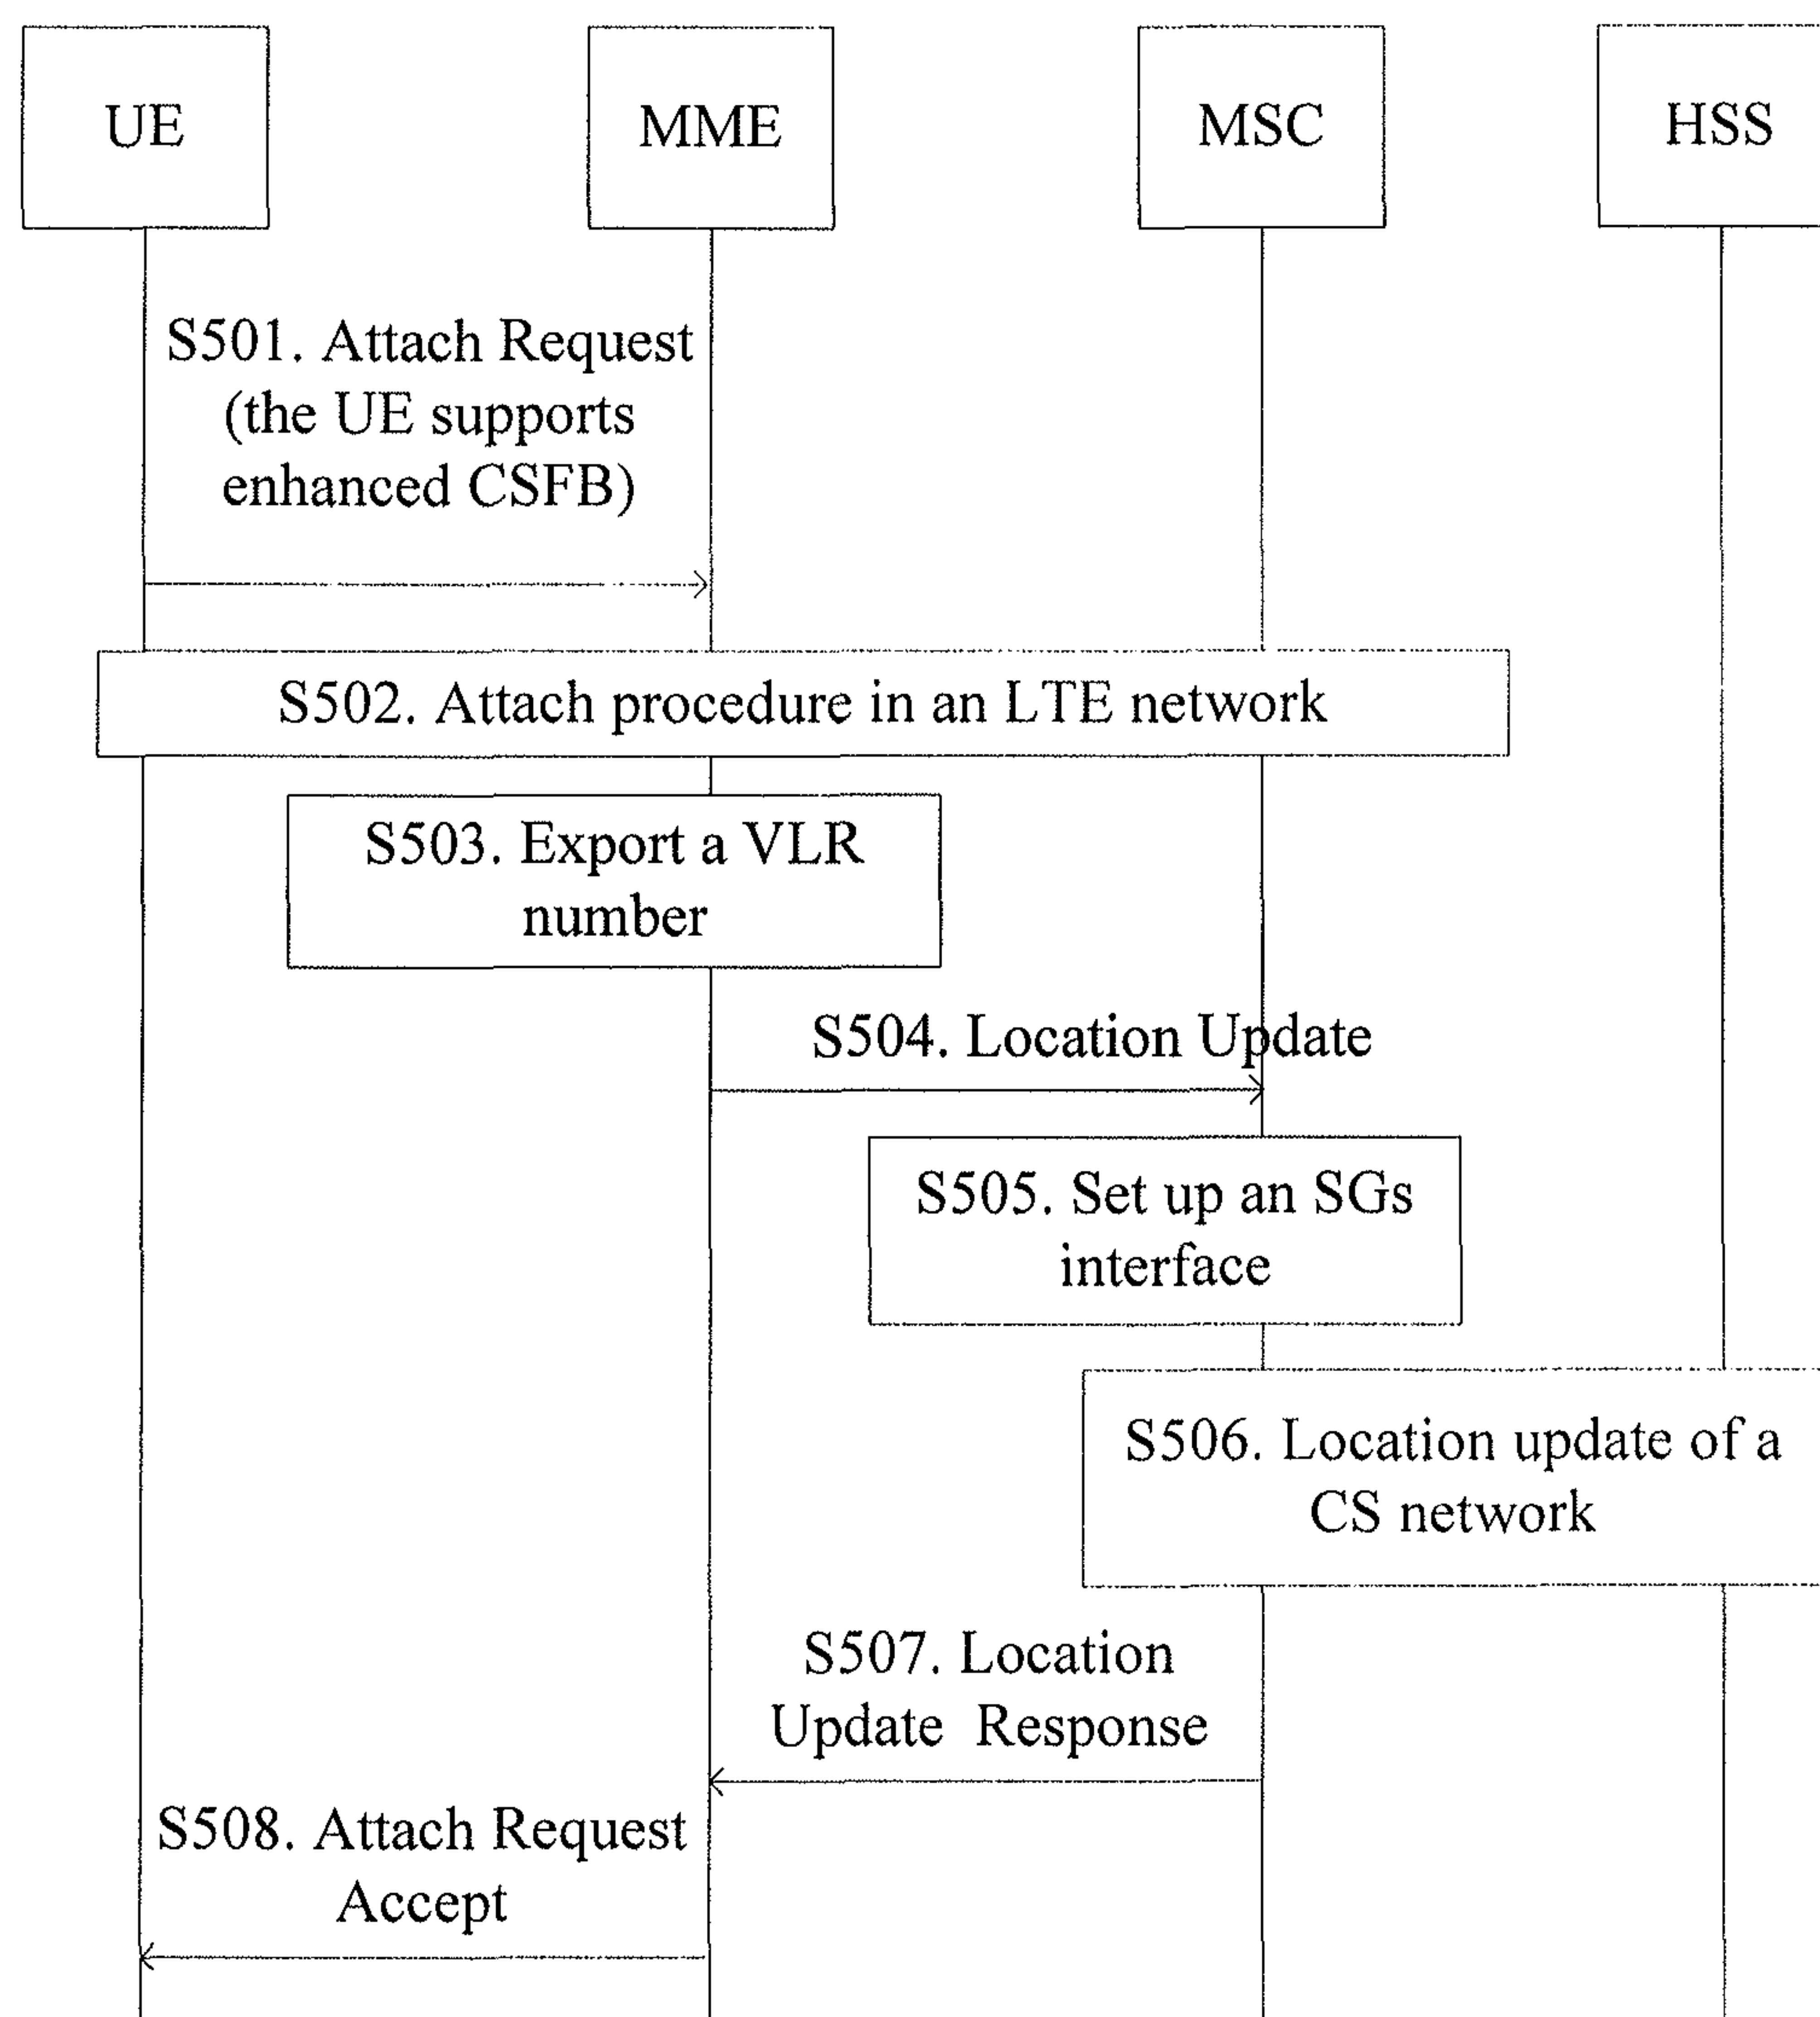 UE
MME
MSC
HSS
S501. Attach Request
(the UE supports
enhanced CSFB)
S502. Attach procedure in an LTE network
S503. Export a VLR
number
S504. Location Update
S505. Set up an SGs
interface
S506. Location update of a
CS network
S507. Location
Update Response
S508. Attach Request
Accept